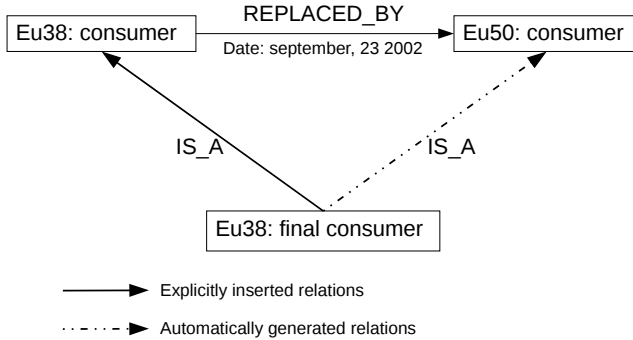 REPLACED_BY
Eu38: consumer
Eu50: consumer
Date: september, 23 2002
IS_A
IS_A
Eu38: final consumer
Explicitly inserted relations
Automatically generated relations